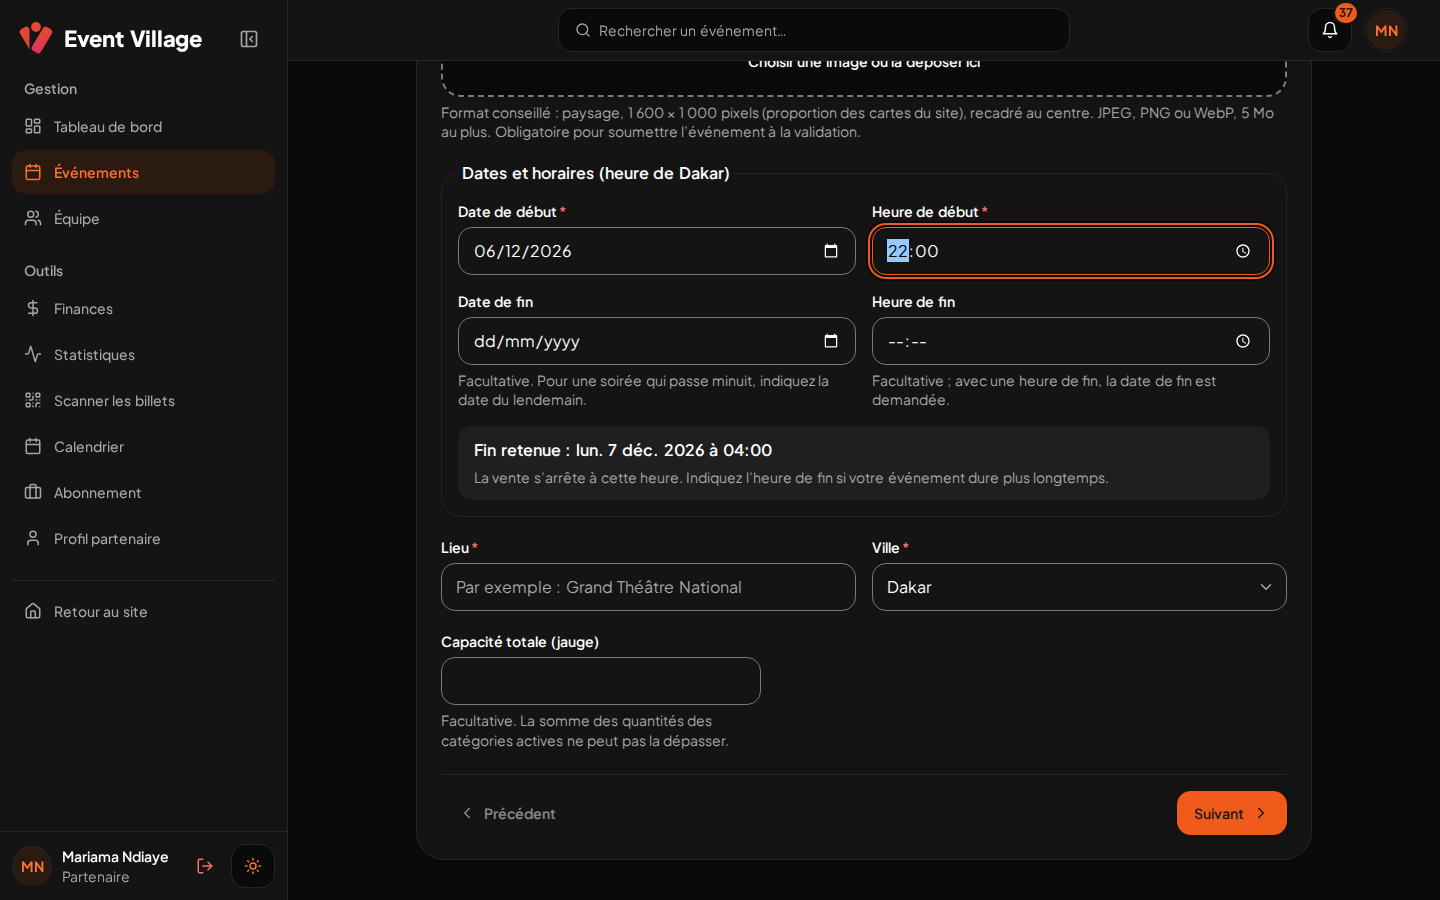 Event Village
Rechercher un événement...
37
MN
Gestion
Tableau de bord
Événements
Équipe
Outils
Finances
Statistiques
Scanner les billets
Calendrier
Abonnement
Profil partenaire
Retour au site
MN
Mariama Ndiaye
Partenaire
Choisir une image ou la déposer ici
Format conseillé : paysage, 1 600 × 1 000 pixels (proportion des cartes du site), recadré au centre. JPEG, PNG ou WebP, 5 Mo
au plus. Obligatoire pour soumettre l'événement à la validation.
Dates et horaires (heure de Dakar)
Date de début *
Heure de début *
06/12/2026
22:00
Date de fin
Heure de fin
dd/mm/yyyy
--:--
Facultative. Pour une soirée qui passe minuit, indiquez la
date du lendemain.
Facultative ; avec une heure de fin, la date de fin est
demandée.
Fin retenue : lun. 7 déc. 2026 à 04:00
La vente s'arrête à cette heure. Indiquez l'heure de fin si votre événement dure plus longtemps.
Lieu *
Ville *
Par exemple : Grand Théâtre National
Dakar
Capacité totale (jauge)
Facultative. La somme des quantités des
catégories actives ne peut pas la dépasser.
Précédent
Suivant